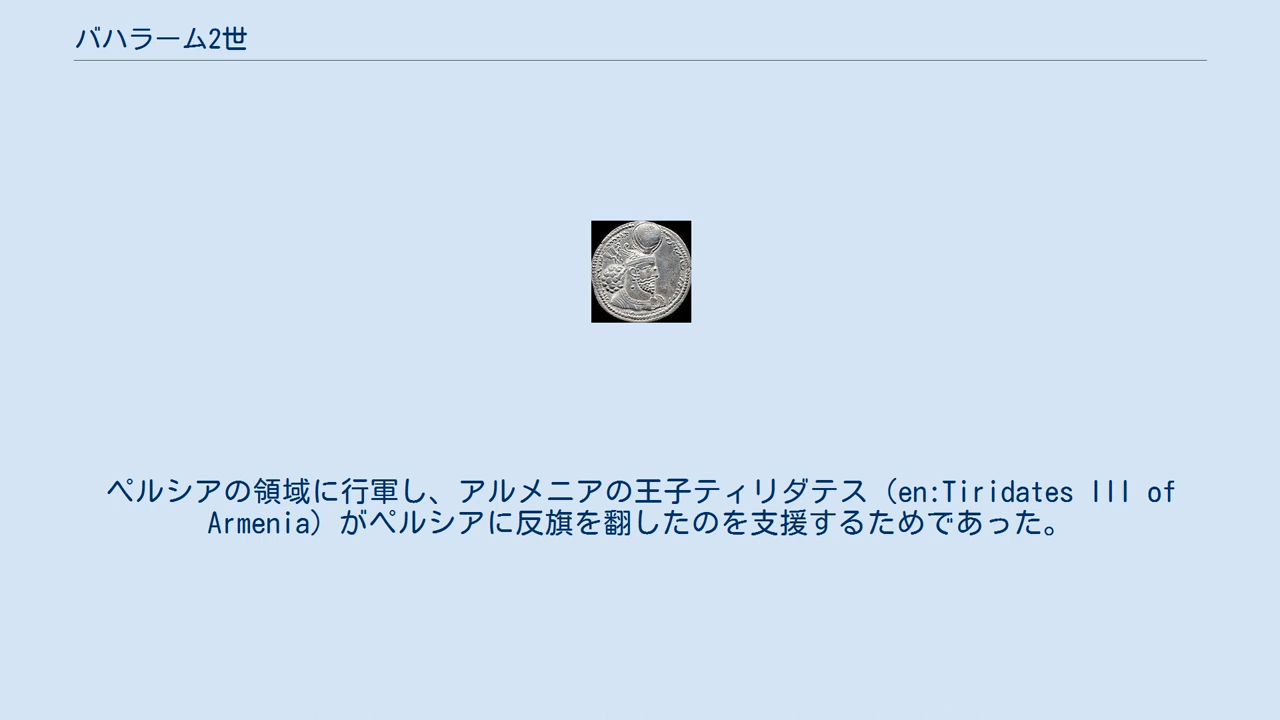 バハラーム2世
ペルシアの領域に行軍し、アルメニアの王子ティリダテス（en:Tiridates III of
Armenia）がペルシアに反旗を翻したのを支援するためであった。